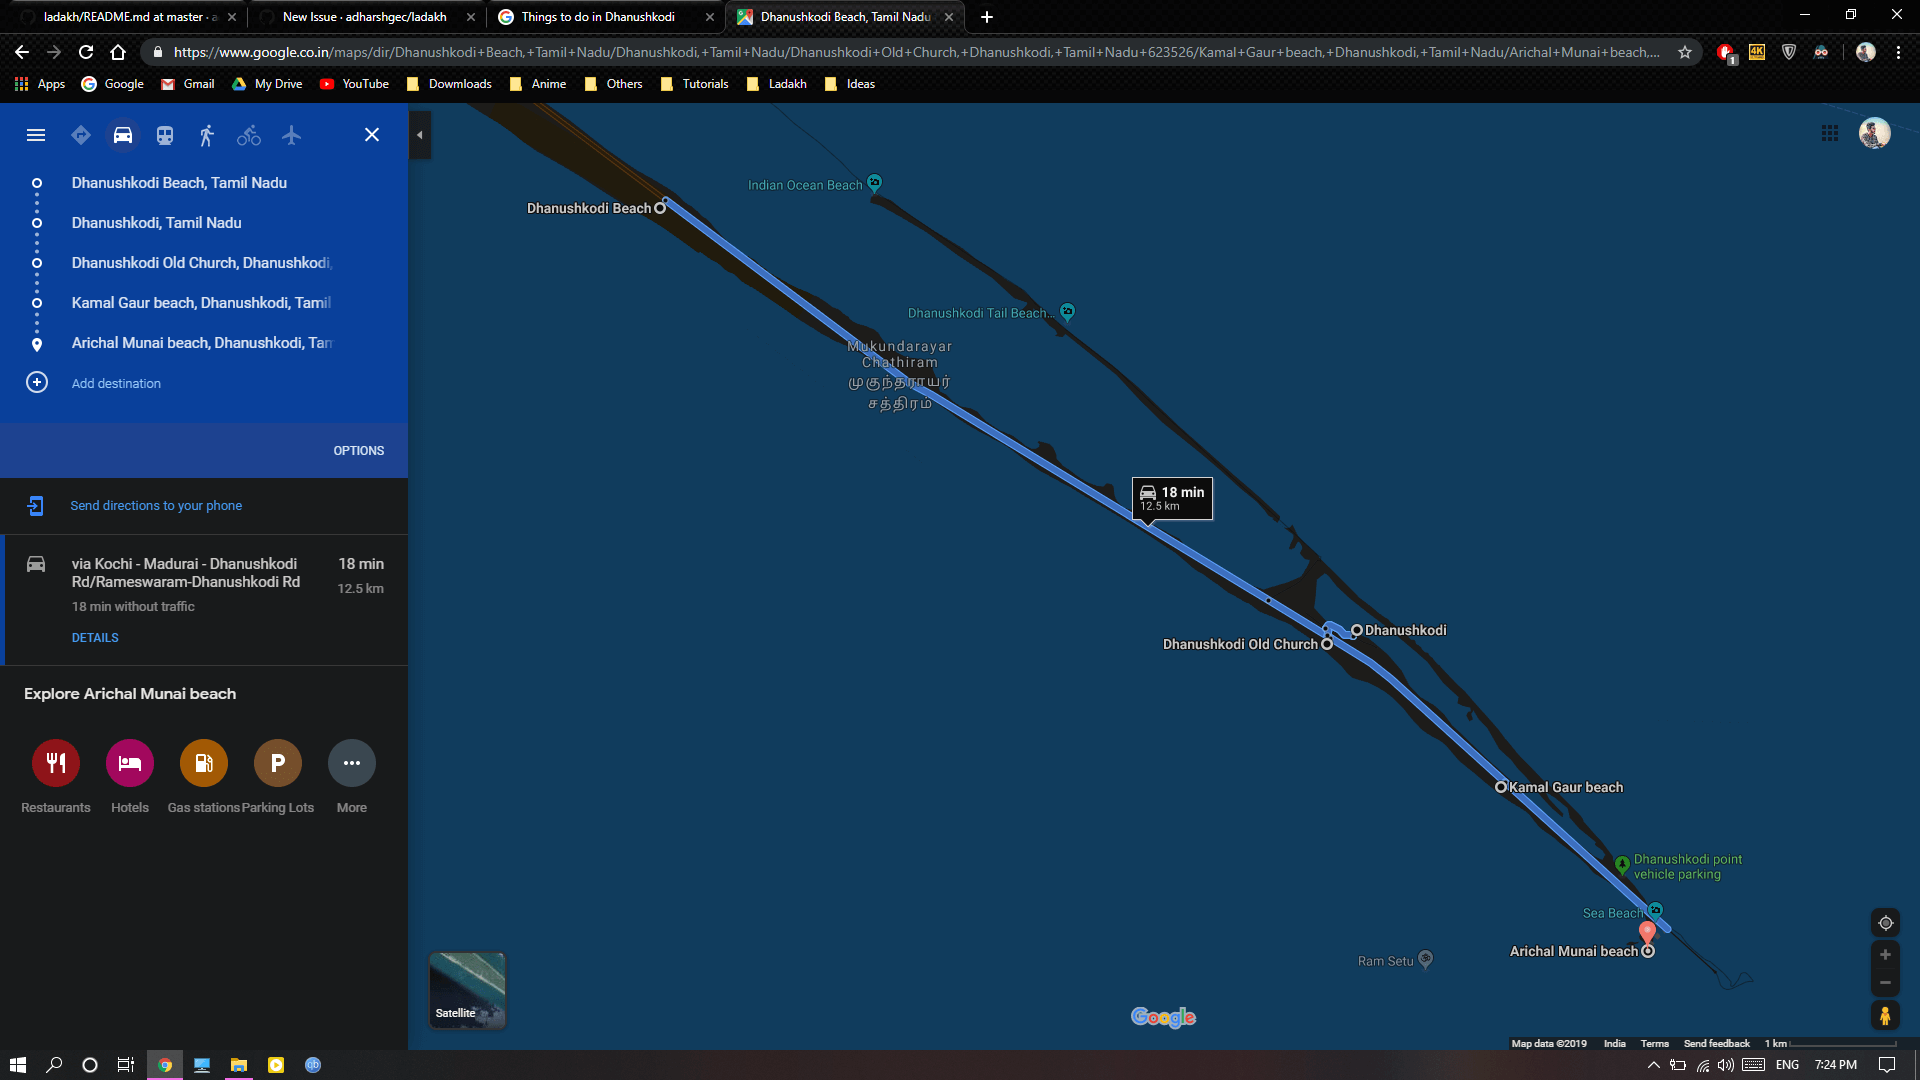 ladakh/README.md at master · a
New Issue · adharshgec/ladakh
Things to do in Dhanushkodi
Dhanushkodi Beach, Tamil Nadu
https://www.google.co.in/maps/dir/Dhanushkodi+Beach,+Tamil+Nadu/Dhanushkodi,+Tamil+Nadu/Dhanushkodi+Old+Church,+Dhanushkodi,+Tamil+Nadu+623526/Kamal+Gaur+beach,+Dhanushkodi,+Tamil+Nadu/Arichal+Munai+beach,...
1
4K
Apps
Google
Gmail
My Drive
YouTube
Downloads
Anime
Others
Tutorials
Ladakh
Ideas
Dhanushkodi Beach, Tamil Nadu
Dhanushkodi, Tamil Nadu
Dhanushkodi Old Church, Dhanushkodi,
Kamal Gaur beach, Dhanushkodi, Tamil
Arichal Munai beach, Dhanushkodi, Tam
Add destination
OPTIONS
Send directions to your phone
via Kochi - Madurai - Dhanushkodi
Rd/Rameswaram-Dhanushkodi Rd
18 min
12.5 km
18 min without traffic
DETAILS
Explore Arichal Munai beach
P
Restaurants
Hotels
Gas stations
Parking Lots
More
Indian Ocean Beach
Dhanushkodi Beach
Dhanushkodi Tail Beach...
Mukundarayar
Chathiram
முகுந்தராயர்
சத்திரம்
18 min
12.5 km
Dhanushkodi
Dhanushkodi Old Church
Kamal Gaur beach
Dhanushkodi point
vehicle parking
Sea Beach
Arichal Munai beach
Ram Setu
Satellite
Google
Map data ©2019
India
Terms
Send feedback
1 km
qb
ENG
7:24 PM